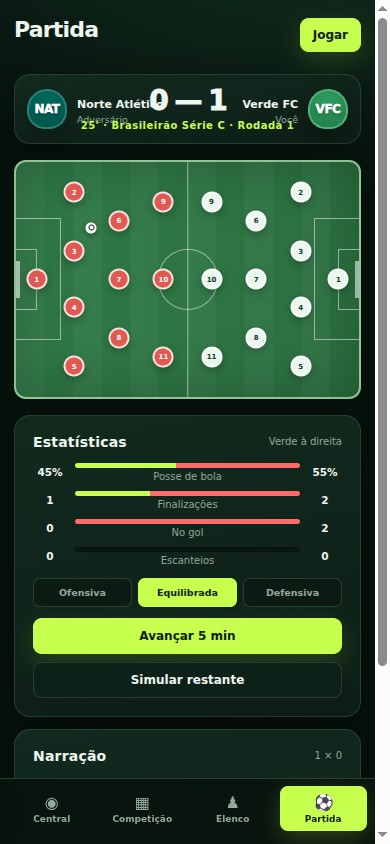 Partida
Jogar
NAT
Norte Atlé
0 — 1
Verde FC
VFC
Adversário
Você
25' · Brasileirão Série C · Rodada 1
2
9
9
2
6
6
3
3
1
7
10
10
7
1
4
4
8
8
11
11
5
5
Estatísticas
Verde à direita
45%
55%
Posse de bola
1
2
Finalizações
0
2
No gol
0
0
Escanteios
Ofensiva
Equilibrada
Defensiva
Avançar 5 min
Simular restante
Narração
1 × 0
Central
Competição
Elenco
Partida